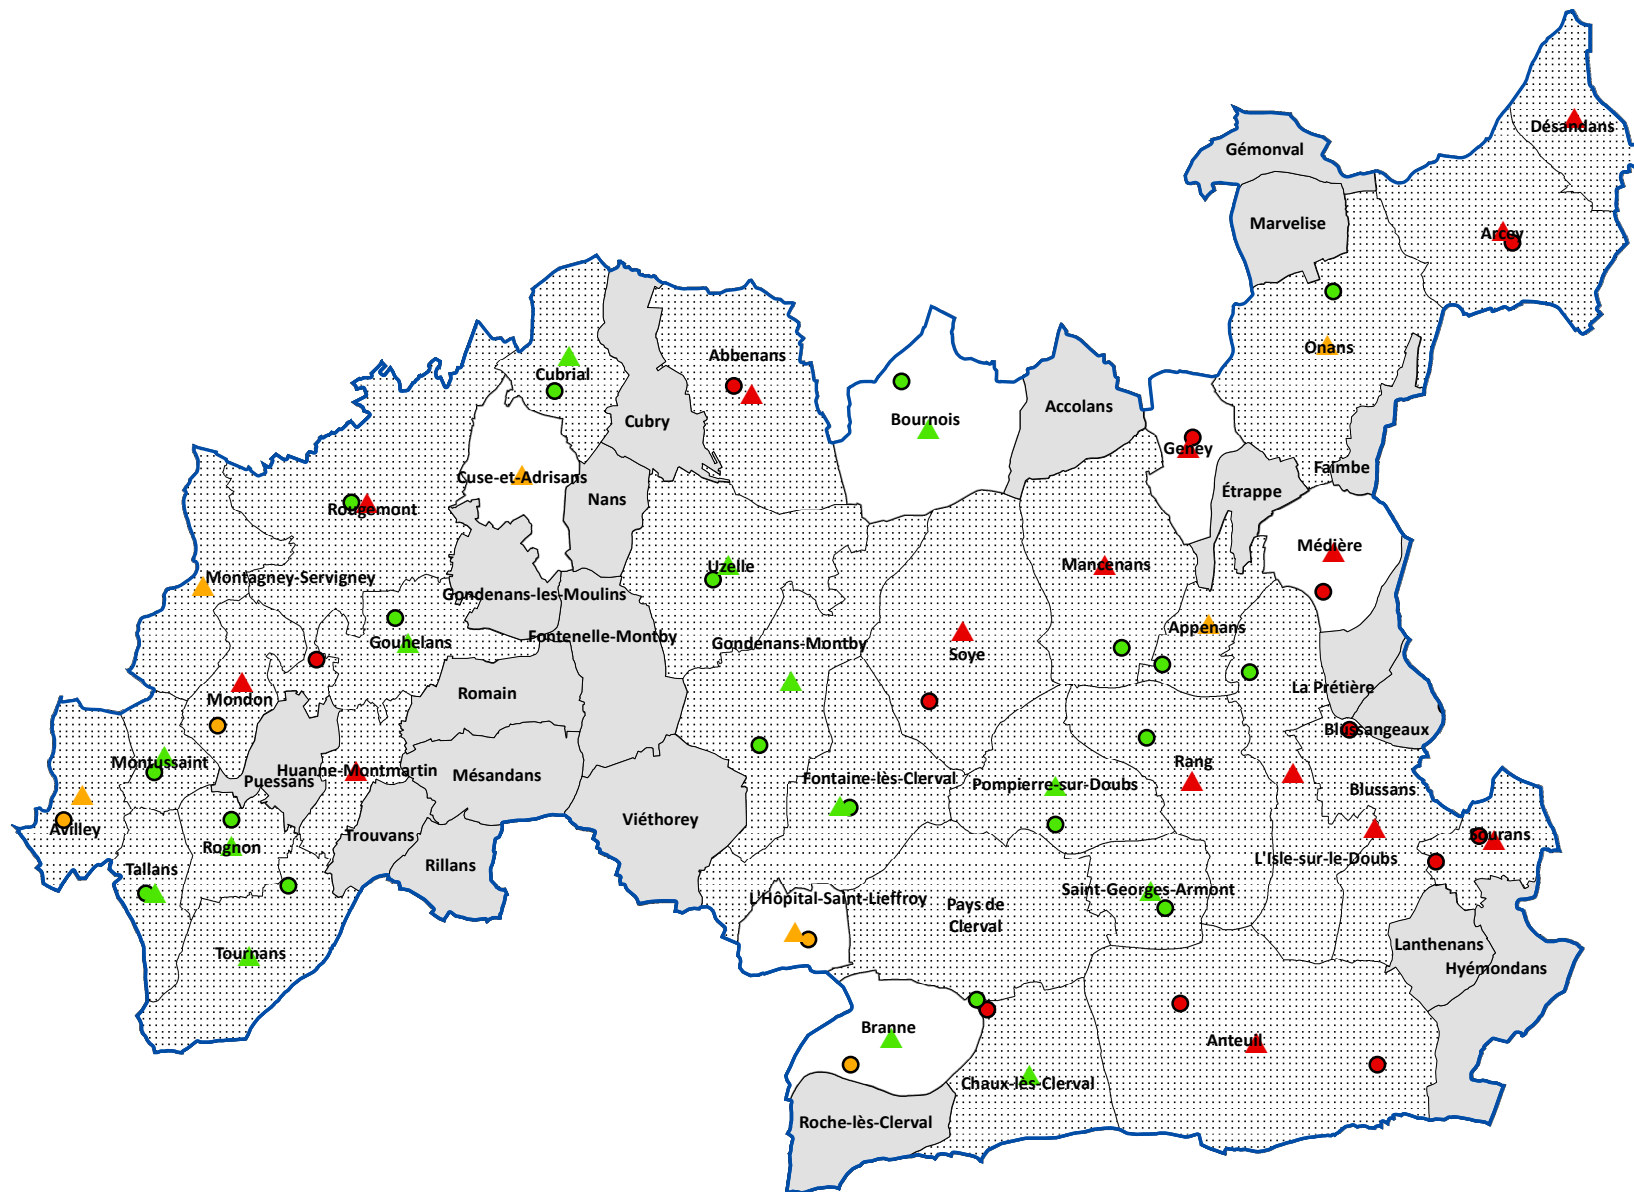 Désandans
Gémonval
Marvelise
Arcey
Onans
Abbenans
Cubrial
Accolans
Bournois
Cubry
Geney
Faimbe
Cuse-et-Adrisans
Étrappe
Nans
Rougemont
Médière
Mancenans
Uzelle
Montagney-Servigney
Gondenans-les-Moulins
Appenans
Fontenelle-Montby
Gouhelans
Gondenans-Montby
Soye
La Prétière
Romain
Mondon
Blussangeaux
Montussaint
Rang
Huanne-Montmartin
Mésandans
Fontaine-lès-Clerval
Puessans
Pompierre-sur-Doubs
Blussans
Viéthorey
Avilley
Trouvans
Sourans
Rognon
L'Isle-sur-le-Doubs
Rillans
Tallans
Saint-Georges-Armont
L'Hôpital-Saint-Lieffroy
Pays de
Clerval
Lanthenans
Tournans
Hyémondans
Branne
Anteuil
Chaux-lès-Clerval
Roche-lès-Clerval